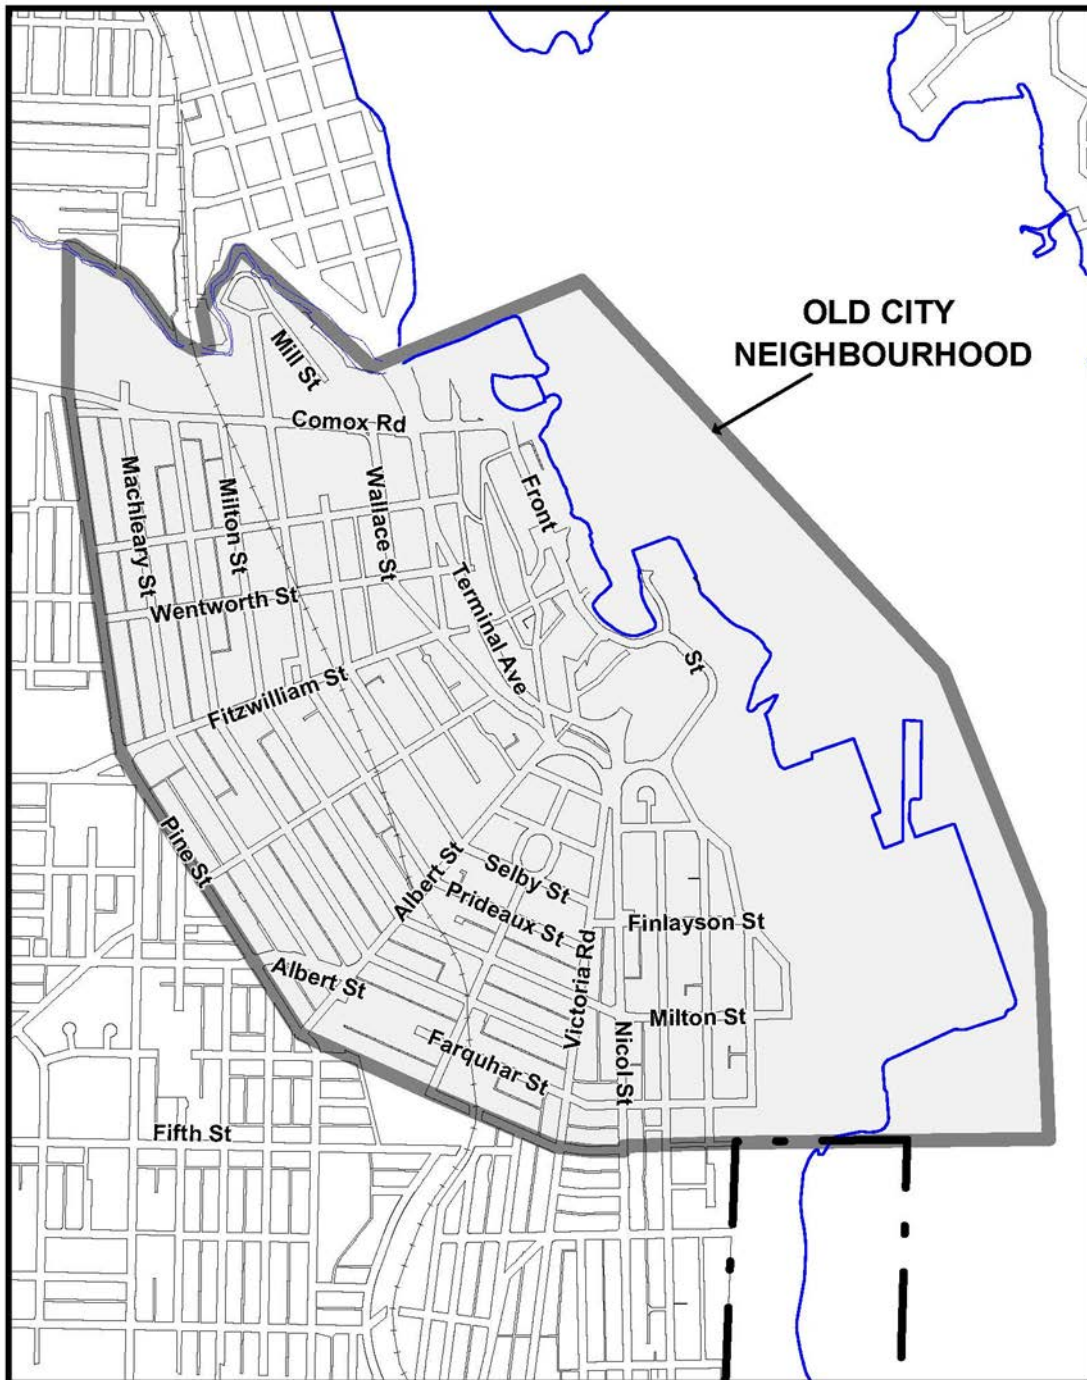 OLD CITY
NEIGHBOURHOOD
Mill St
Comox Rd
Machleary St
Milton St
Wallace St
Front
Wentworth St
Terminal Ave
St
Fitzwilliam St
Pine St
Albert St
Selby St
Prideaux St
Finlayson St
Victoria Rd
Albert St
Milton St
Nicol St
Farquhar St
Fifth St